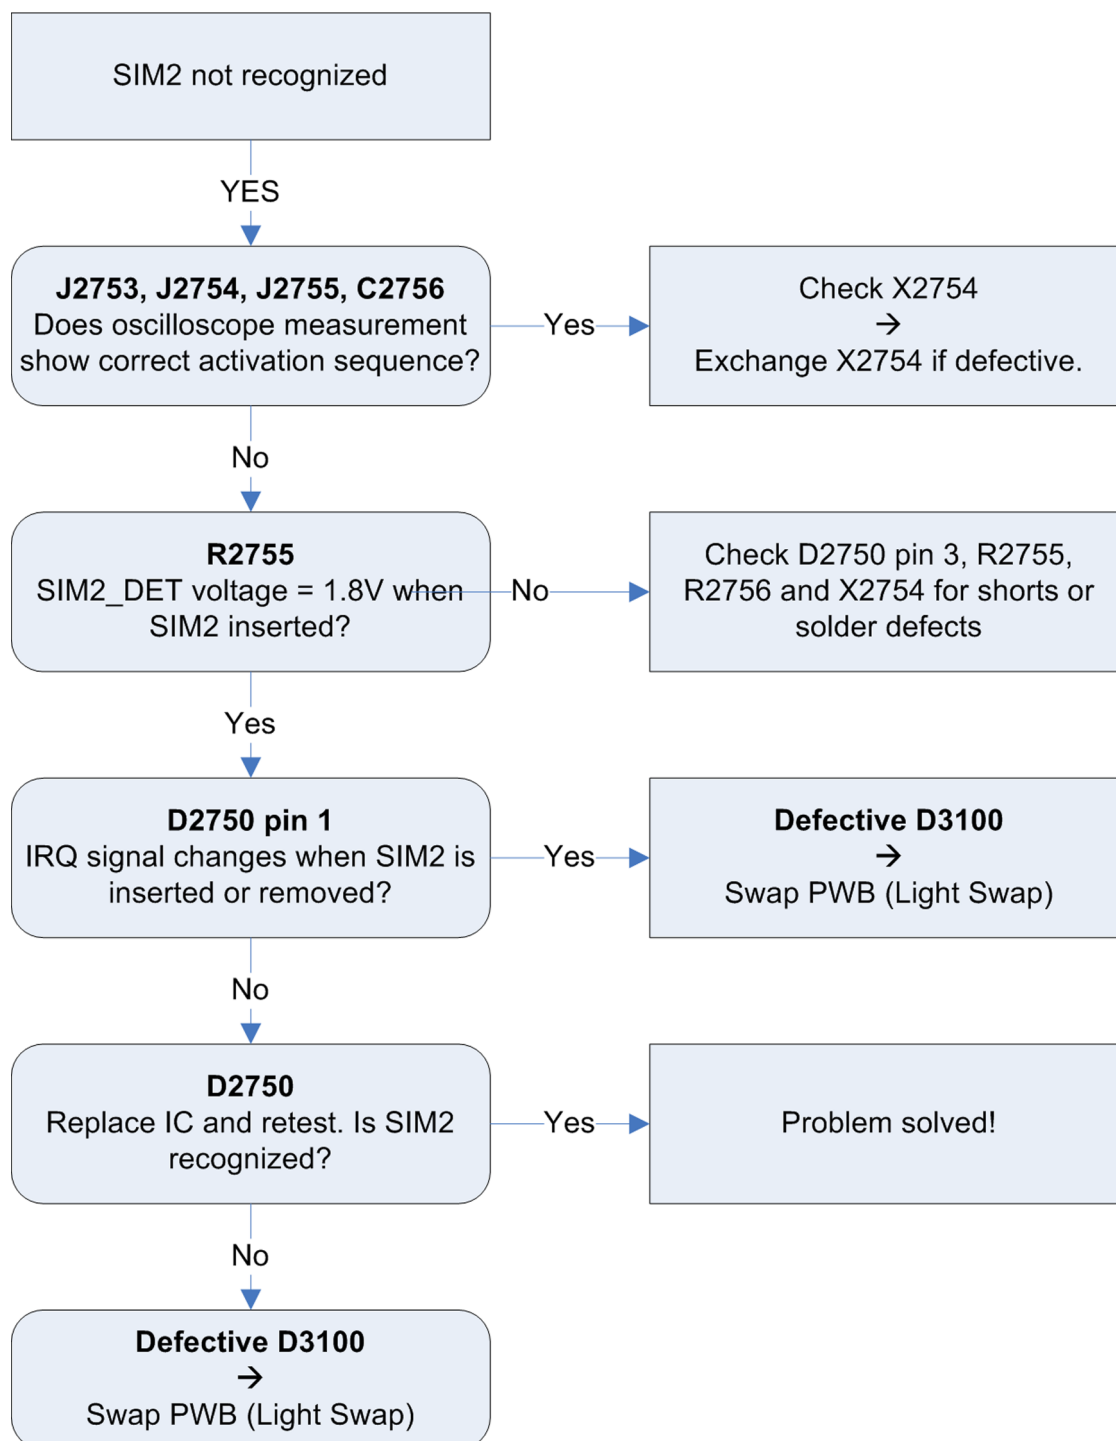 SIM2 not recognized
YES
J2753, J2754, J2755, C2756
Does oscilloscope measurement
show correct activation sequence?
Yes
Check X2754
→
Exchange X2754 if defective.
No
R2755
SIM2_DET voltage = 1.8V when
SIM2 inserted?
No
Check D2750 pin 3, R2755,
R2756 and X2754 for shorts or
solder defects
Yes
D2750 pin 1
IRQ signal changes when SIM2 is
inserted or removed?
Yes
Defective D3100
→
Swap PWB (Light Swap)
No
D2750
Replace IC and retest. Is SIM2
recognized?
Yes
Problem solved!
No
Defective D3100
→
Swap PWB (Light Swap)